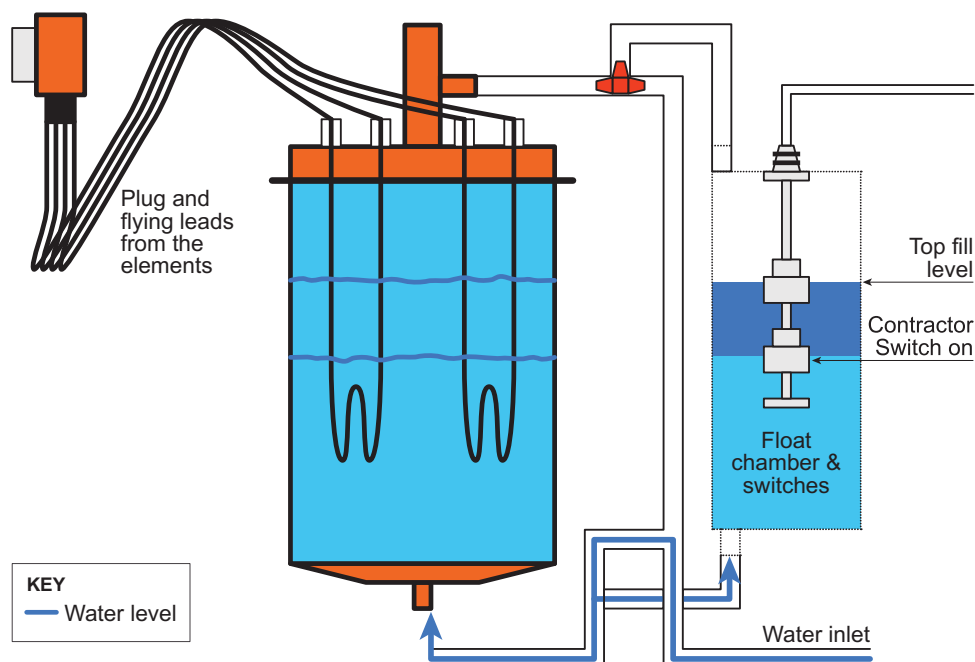 Plug and
flying leads
from the
elements
Top fill
level
Contractor
Switch on
Float
chamber &
switches
KEY
Water level
Water inlet